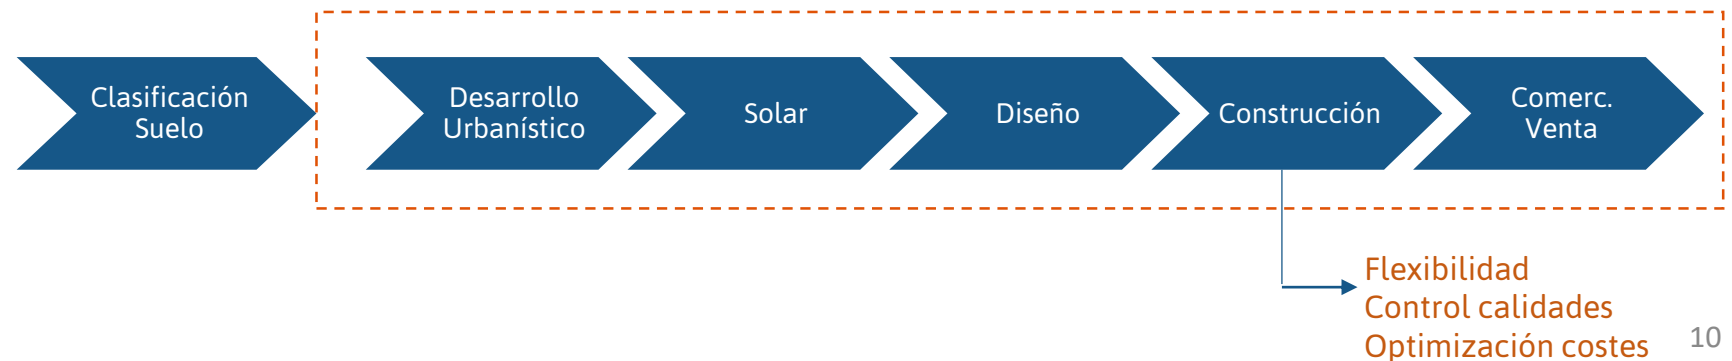 Clasificación
Suelo
Desarrollo
Urbanístico
Solar
Diseño
Construcción
Comerc.
Venta
Flexibilidad
Control calidades
Optimización costes
10